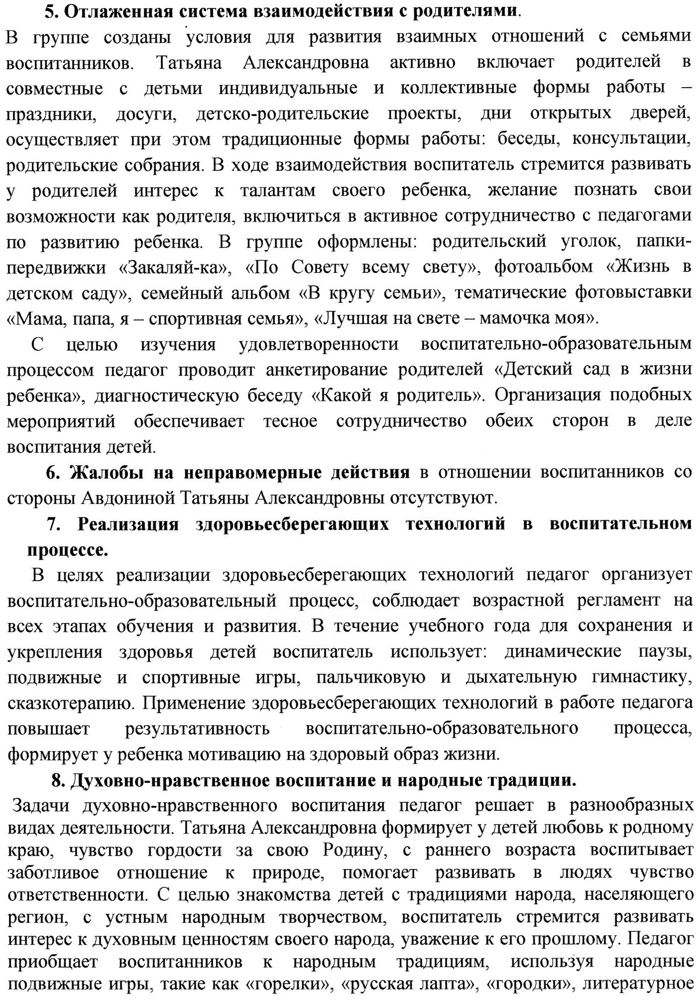 5. Отлаженная система взаимодействия с родителями.
В группе созданы условия для развития взаимных отношений с семьями
воспитанников. Татьяна Александровна активно включает родителей в
совместные с детьми индивидуальные и коллективные формы работы –
праздники, досуги, детско-родительские проекты, дни открытых дверей,
осуществляет при этом традиционные формы работы: беседы, консультации,
родительские собрания. В ходе взаимодействия воспитатель стремится развивать
у родителей интерес к талантам своего ребенка, желание познать свои
возможности как родителя, включиться в активное сотрудничество с педагогами
по развитию ребенка. В группе оформлены: родительский уголок, папки-
передвижки «Закаляй-ка», «По Совету всему свету», фотоальбом «Жизнь в
детском саду», семейный альбом «В кругу семьи», тематические фотовыставки
«Мама, папа, я – спортивная семья», «Лучшая на свете – мамочка моя».
С целью изучения удовлетворенности воспитательно-образовательным
процессом педагог проводит анкетирование родителей «Детский сад в жизни
ребенка», диагностическую беседу «Какой я родитель». Организация подобных
мероприятий обеспечивает тесное сотрудничество обеих сторон в деле
воспитания детей.
6. Жалобы на неправомерные действия в отношении воспитанников со
стороны Авдониной Татьяны Александровны отсутствуют.
7. Реализация здоровьесберегающих технологий в воспитательном
процессе.
В целях реализации здоровьесберегающих технологий педагог организует
воспитательно-образовательный процесс, соблюдает возрастной регламент на
всех этапах обучения и развития. В течение учебного года для сохранения и
укрепления здоровья детей воспитатель использует: динамические паузы,
подвижные и спортивные игры, пальчиковую и дыхательную гимнастику,
сказкотерапию. Применение здоровьесберегающих технологий в работе педагога
повышает результативность воспитательно-образовательного процесса,
формирует у ребенка мотивацию на здоровый образ жизни.
8. Духовно-нравственное воспитание и народные традиции.
Задачи духовно-нравственного воспитания педагог решает в разнообразных
видах деятельности. Татьяна Александровна формирует у детей любовь к родному
краю, чувство гордости за свою Родину, с раннего возраста воспитывает
заботливое отношение к природе, помогает развивать в людях чувство
ответственности. С целью знакомства детей с традициями народа, населяющего
регион, с устным народным творчеством, воспитатель стремится развивать
интерес к духовным ценностям своего народа, уважение к его прошлому. Педагог
приобщает воспитанников к народным традициям, используя народные
подвижные игры, такие как «горелки», «русская лапта», «городки», литературное